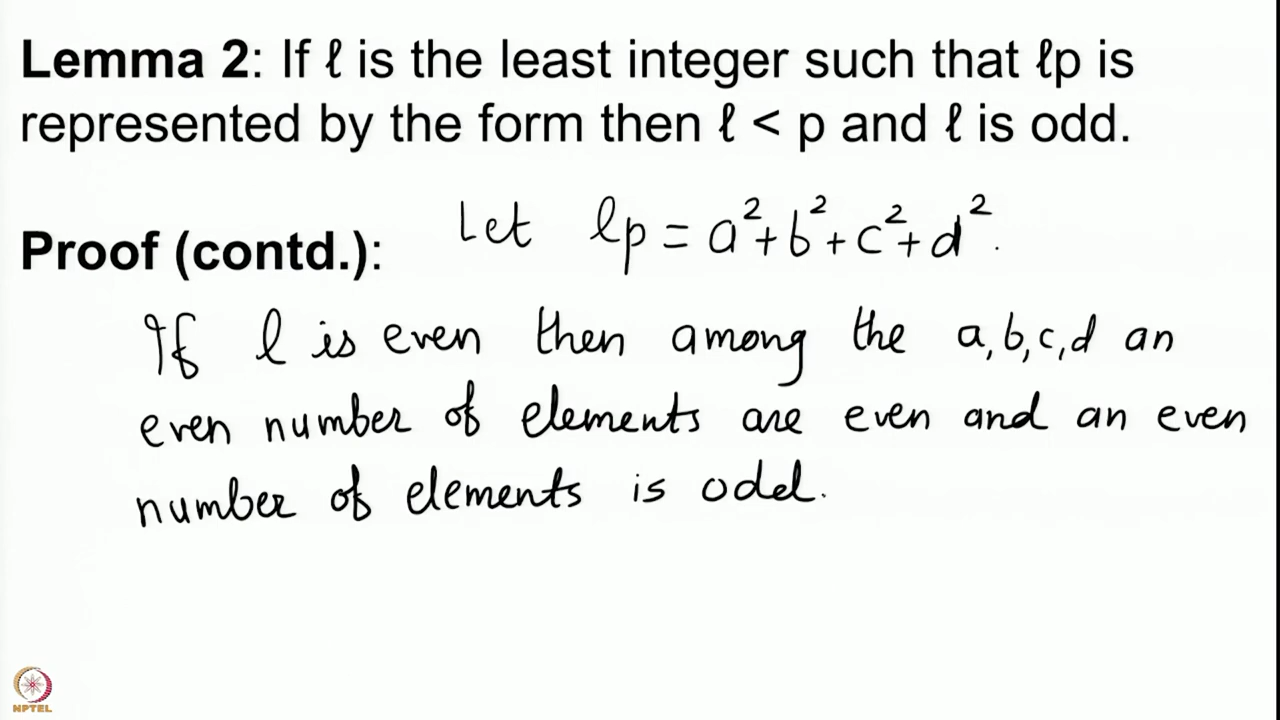 Lemma 2: If ℓ is the least integer such that ℓp is
represented by the form then ℓ < p and ℓ is odd.
Proof (contd.): Let ℓp = a²+b²+c²+d².
If ℓ is even then among the a,b,c,d an
even number of elements are even and an even
number of elements is odd.
NPTEL